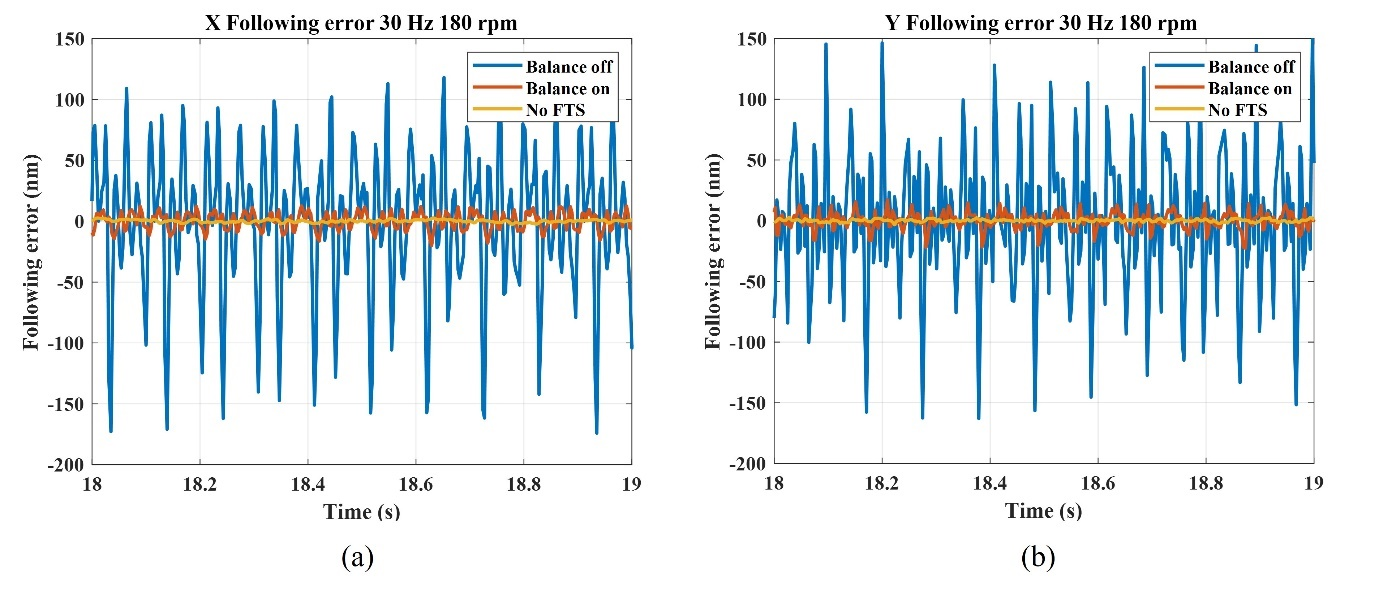 X Following error 30 Hz 180 rpm
150
100
50
0
-50
-100
-150
-200
Following error (nm)
Balance off
Balance on
No FTS
18
18.2
18.4
18.6
18.8
19
Time (s)
(a)
Y Following error 30 Hz 180 rpm
150
100
50
0
-50
-100
-150
-200
Following error (nm)
Balance off
Balance on
No FTS
18
18.2
18.4
18.6
18.8
19
Time (s)
(b)